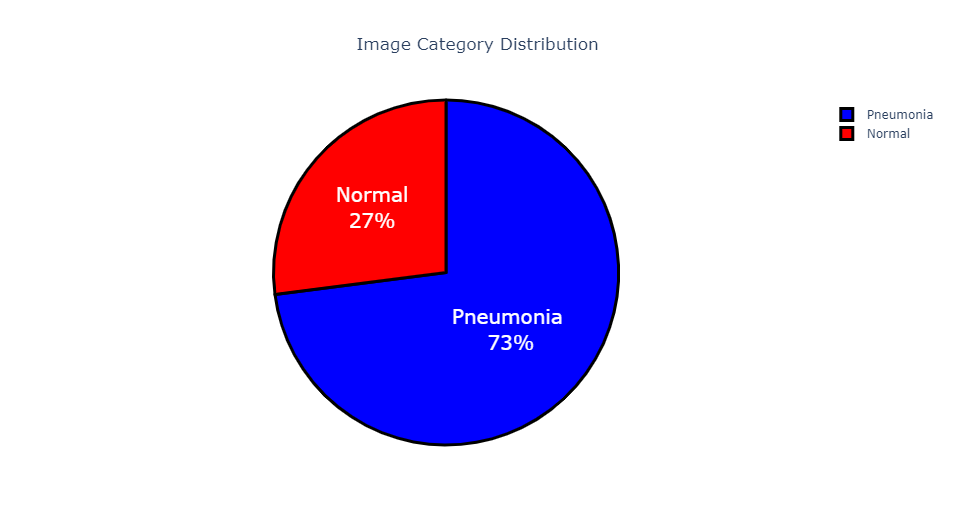 Image Category Distribution
Pneumonia
Normal
Normal
27%
Pneumonia
73%